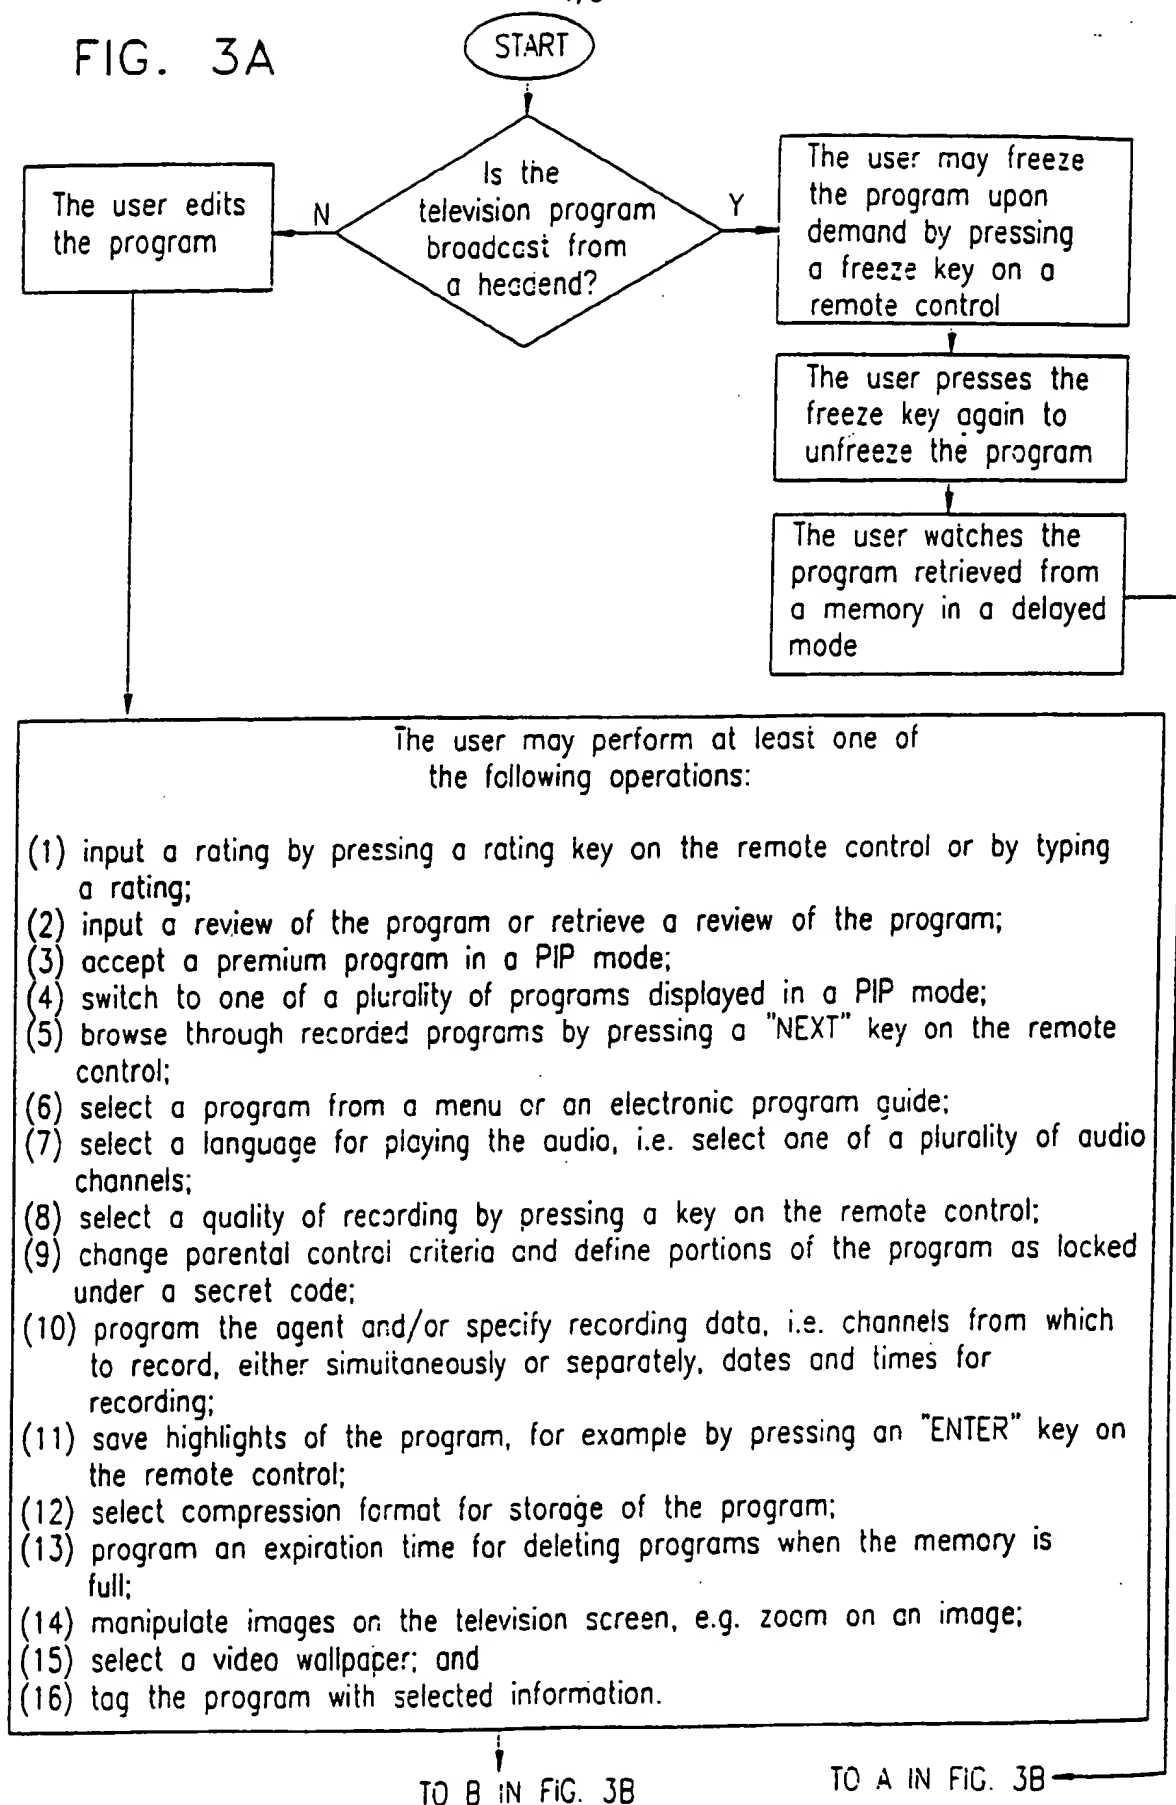 FIG. 3A
START
Is the
television program
broadcast from
a headend?
N
Y
The user edits
the program
The user may freeze
the program upon
demand by pressing
a freeze key on a
remote control
The user presses the
freeze key again to
unfreeze the program
The user watches the
program retrieved from
a memory in a delayed
mode
The user may perform at least one of
the following operations:
(1) input a rating by pressing a rating key on the remote control or by typing
a rating;
(2) input a review of the program or retrieve a review of the program;
(3) accept a premium program in a PIP mode;
(4) switch to one of a plurality of programs displayed in a PIP mode;
(5) browse through recorded programs by pressing a "NEXT" key on the remote
control;
(6) select a program from a menu or an electronic program guide;
(7) select a language for playing the audio, i.e. select one of a plurality of audio
channels;
(8) select a quality of recording by pressing a key on the remote control;
(9) change parental control criteria and define portions of the program as locked
under a secret code;
(10) program the agent and/or specify recording data, i.e. channels from which
to record, either simultaneously or separately, dates and times for
recording;
(11) save highlights of the program, for example by pressing an "ENTER" key on
the remote control;
(12) select compression format for storage of the program;
(13) program an expiration time for deleting programs when the memory is
full;
(14) manipulate images on the television screen, e.g. zoom on an image;
(15) select a video wallpaper; and
(16) tag the program with selected information.
TO B IN FIG. 3B
TO A IN FIG. 3B